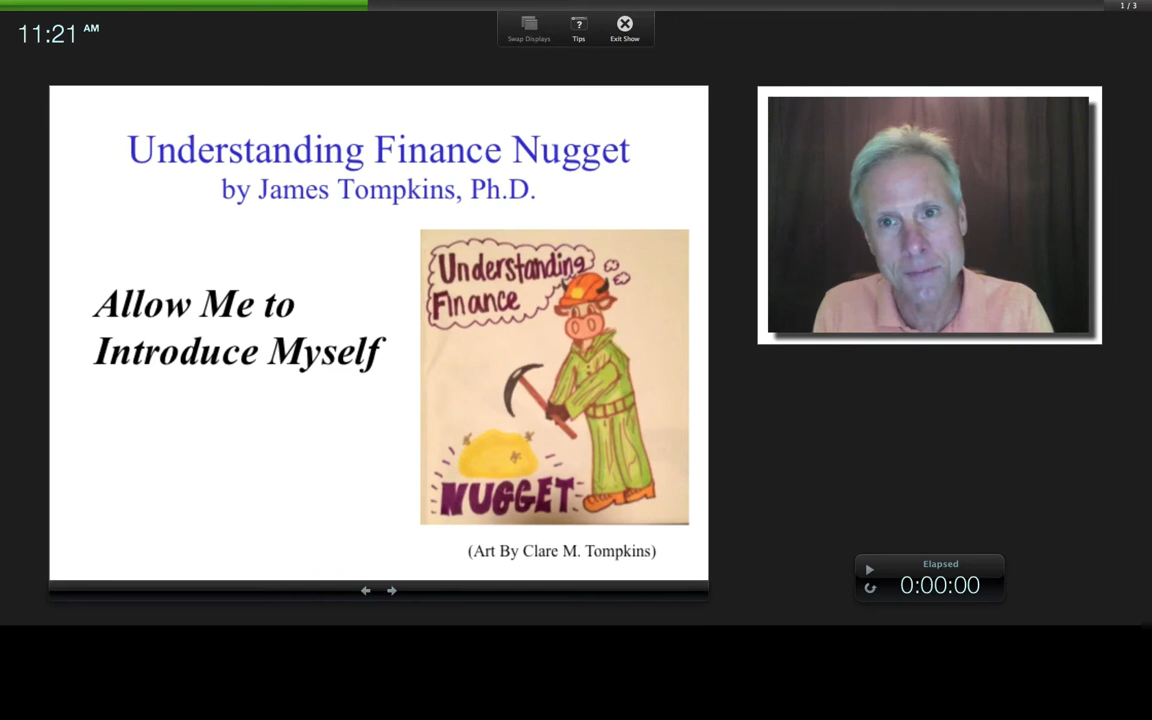 1 / 3
11:21 AM
Swap Displays
Tips
Exit Show
Understanding Finance Nugget
by James Tompkins, Ph.D.
Allow Me to
Introduce Myself
Understanding
Finance
NUGGET
(Art By Clare M. Tompkins)
Elapsed
0:00:00